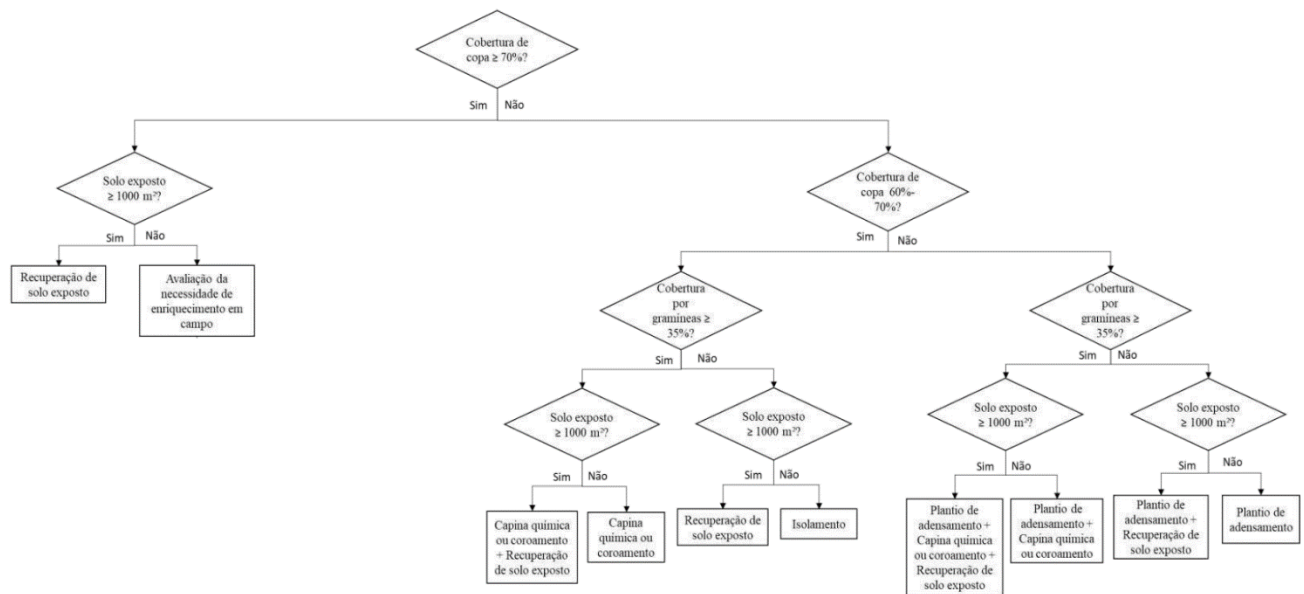 Cobertura de
copa ≥ 70%?
Sim
Não
Solo exposto
≥ 1000 m²?
Cobertura de
copa 60%-
70%?
Sim
Não
Sim
Não
Recuperação de
solo exposto
Avaliação da
necessidade de
enriquecimento em
campo
Cobertura
por
gramíneas ≥
35%?
Cobertura
por
gramíneas ≥
35%?
Sim
Não
Sim
Não
Solo exposto
≥ 1000 m²?
Solo exposto
≥ 1000 m²?
Solo exposto
≥ 1000 m²?
Solo exposto
≥ 1000 m²?
Sim
Não
Sim
Não
Sim
Não
Sim
Não
Capina química
ou coroamento
+ Recuperação
de solo exposto
Capina
química ou
coroamento
Recuperação de
solo exposto
Isolamento
Plantio de
adensamento +
Capina química
ou coroamento +
Recuperação de
solo exposto
Plantio de
adensamento +
Capina química
ou coroamento
Plantio de
adensamento +
Recuperação
de solo exposto
Plantio de
adensamento